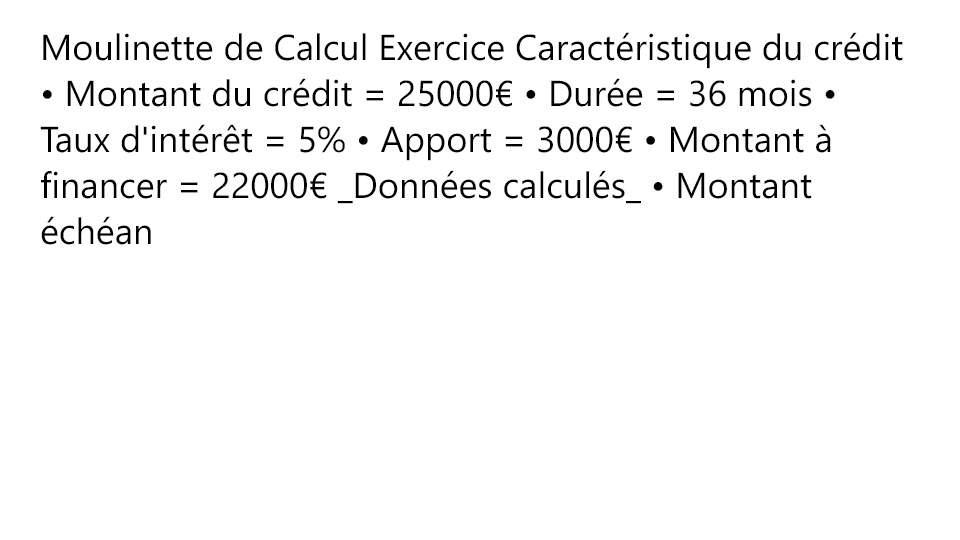 Moulinette de Calcul Exercice Caractéristique du crédit
• Montant du crédit = 25000€ • Durée = 36 mois •
Taux d'intérêt = 5% • Apport = 3000€ • Montant à
financer = 22000€ _Données calculés_ • Montant
échéan